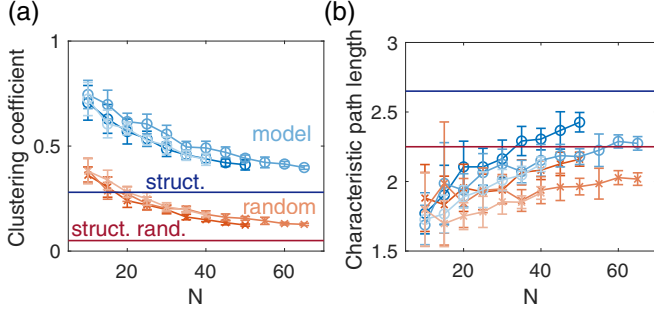 (a)
1
0.5
0
Clustering coefficient
model
struct.
random
struct. rand.
20 40 60
N
(b)
3
2.5
2
1.5
Characteristic path length
20 40 60
N